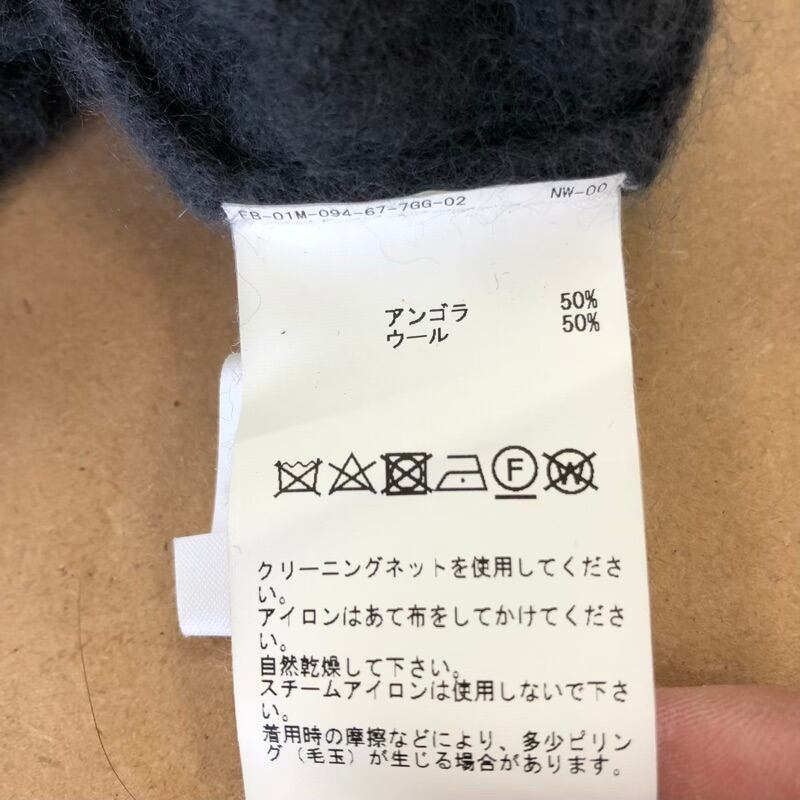 FB-01M-094-67-7GG-02 NW-00
アンゴラ 50%
ウール 50%
F W
クリーニングネットを使用してくださ
い。
アイロンはあて布をしてかけてくださ
い。
自然乾燥して下さい。
スチームアイロンは使用しないで下さ
い。
着用時の摩擦などにより、多少ピリン
グ(毛玉)が生じる場合があります。